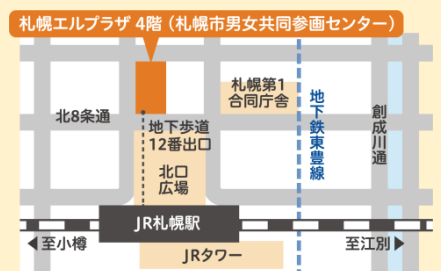 札幌エルプラザ 4階（札幌市男女共同参画センター）
札幌第1
合同庁舎
北8条通
地下歩道
12番出口
地下鉄東豊線
創成川通
北口
広場
JR札幌駅
至小樽
至江別
JRタワー